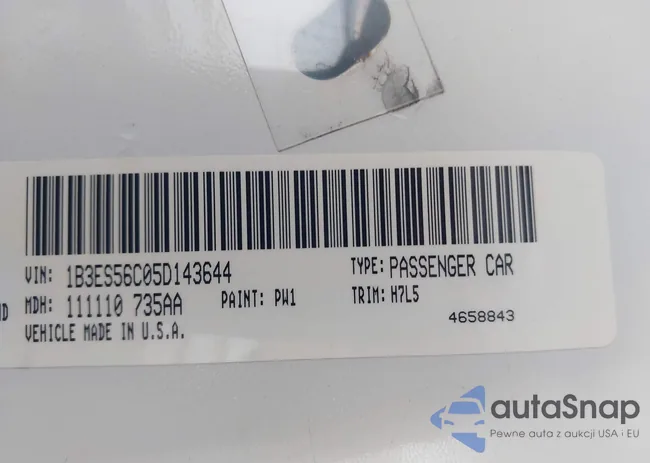 VIN: 1B3ES56C05D143644 TYPE: PASSENGER CAR
MDH: 111110 735AA PAINT: PW1 TRIM: H7L5
VEHICLE MADE IN U.S.A. 4658843
autaSnap
Pewne auta z aukcji USA i EU